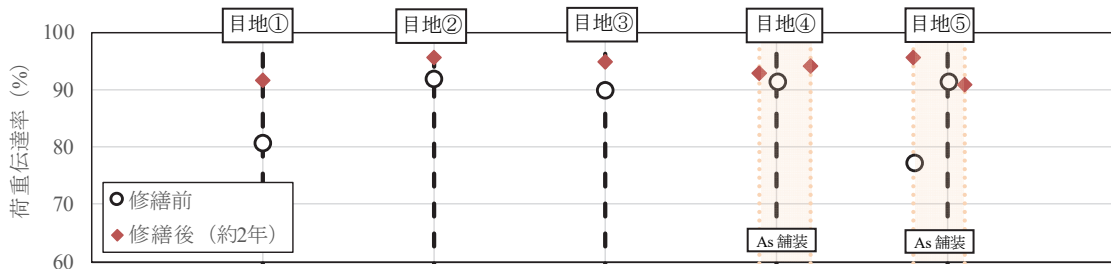 目地①
目地②
目地③
目地④
目地⑤
100
90
80
70
60
荷重伝達率（%）
修繕前
修繕後（約2年）
As 舗装
As 舗装